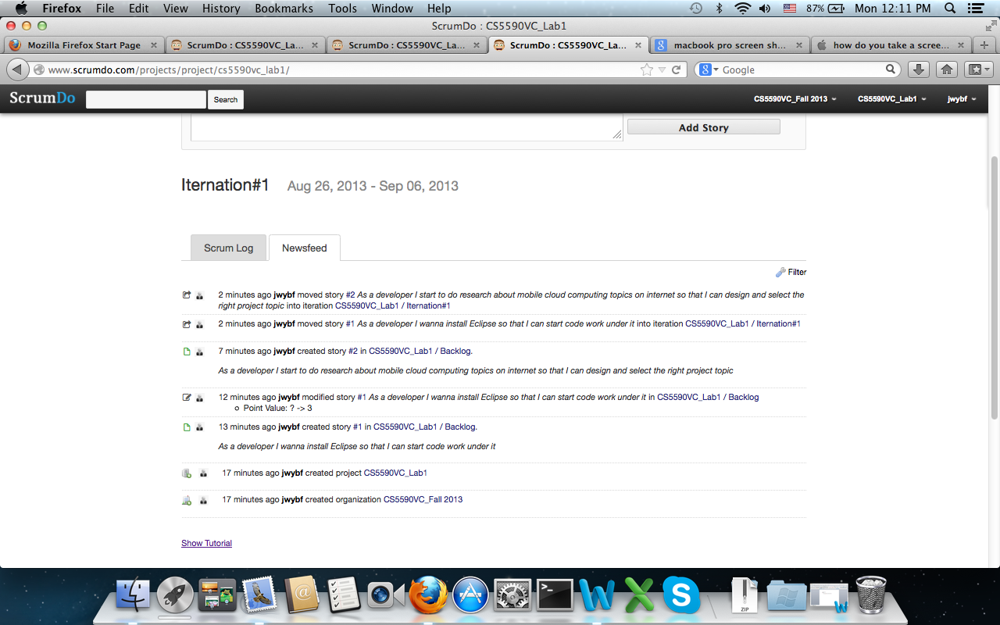 Firefox File Edit View History Bookmarks Tools Window Help 87% Mon 12:11 PM
ScrumDo : CS5590VC_Lab1
Mozilla Firefox Start Page ScrumDo : CS5590VC_La... ScrumDo : CS5590VC_La... ScrumDo : CS5590VC_La... macbook pro screen sh... how do you take a scree...
www.scrumdo.com/projects/project/cs5590vc_lab1/ Google
ScrumDo Search CS5590VC_Fall 2013 CS5590VC_Lab1 jwybf
Add Story
Iternation#1 Aug 26, 2013 - Sep 06, 2013
Scrum Log Newsfeed
Filter
2 minutes ago jwybf moved story #2 As a developer I start to do research about mobile cloud computing topics on internet so that I can design and select the
right project topic into iteration CS5590VC_Lab1 / Iternation#1
2 minutes ago jwybf moved story #1 As a developer I wanna install Eclipse so that I can start code work under it into iteration CS5590VC_Lab1 / Iternation#1
7 minutes ago jwybf created story #2 in CS5590VC_Lab1 / Backlog.
As a developer I start to do research about mobile cloud computing topics on internet so that I can design and select the right project topic
12 minutes ago jwybf modified story #1 As a developer I wanna install Eclipse so that I can start code work under it in CS5590VC_Lab1 / Backlog
Point Value: ? -> 3
13 minutes ago jwybf created story #1 in CS5590VC_Lab1 / Backlog.
As a developer I wanna install Eclipse so that I can start code work under it
17 minutes ago jwybf created project CS5590VC_Lab1
17 minutes ago jwybf created organization CS5590VC_Fall 2013
Show Tutorial
ZIP